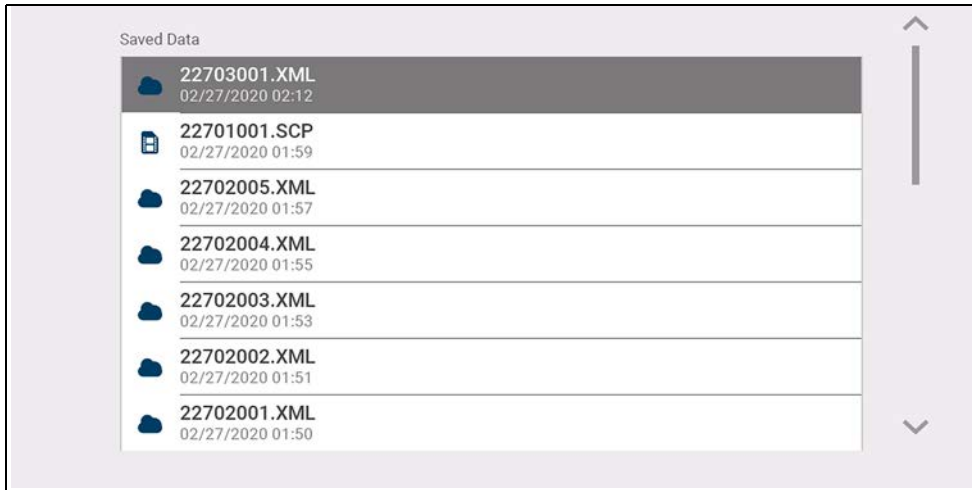 Saved Data
22703001.XML
02/27/2020 02:12
22701001.SCP
02/27/2020 01:59
22702005.XML
02/27/2020 01:57
22702004.XML
02/27/2020 01:55
22702003.XML
02/27/2020 01:53
22702002.XML
02/27/2020 01:51
22702001.XML
02/27/2020 01:50